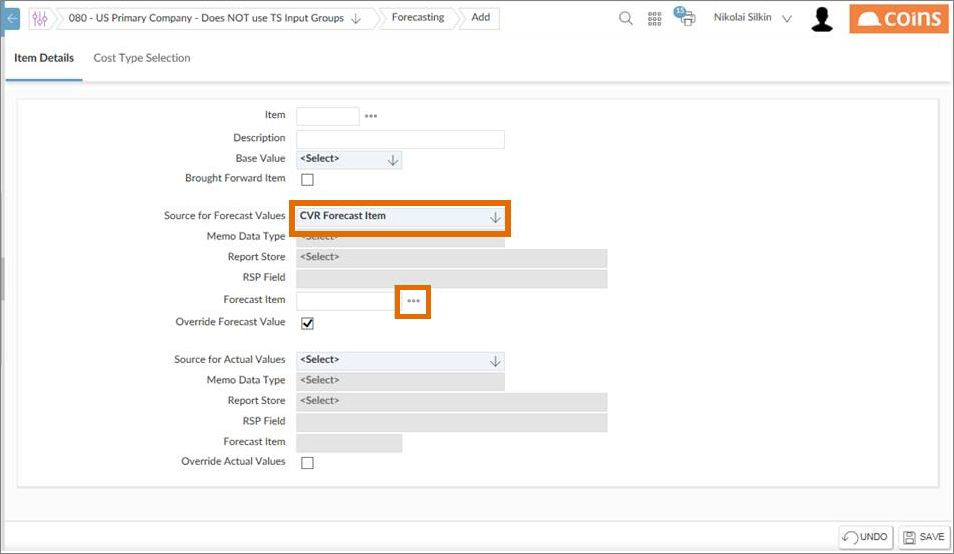 080 - US Primary Company - Does NOT use TS Input Groups Forecasting Add 15 Nikolai Silkin coins
Item Details Cost Type Selection
Item
Description
Base Value <Select>
Brought Forward Item
Source for Forecast Values CVR Forecast Item
Memo Data Type <Select>
Report Store <Select>
RSP Field
Forecast Item
Override Forecast Value
Source for Actual Values <Select>
Memo Data Type <Select>
Report Store <Select>
RSP Field
Forecast Item
Override Actual Values
UNDO SAVE